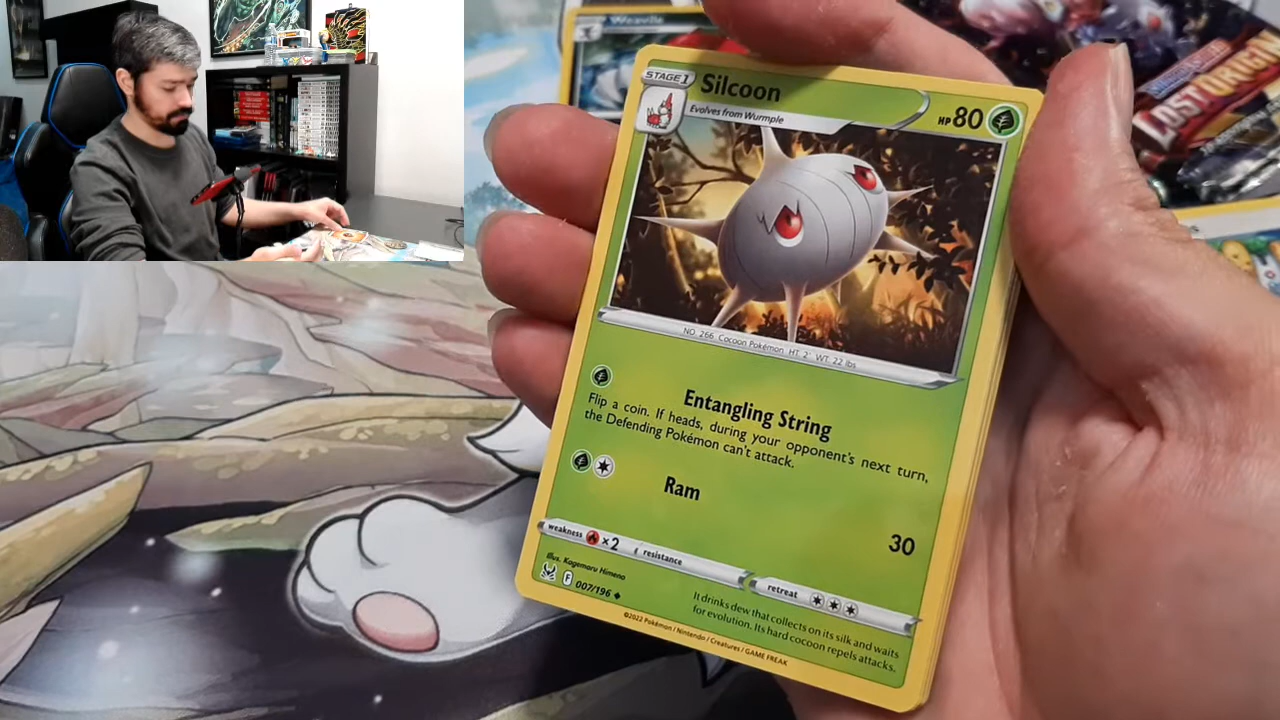 Weavile
LOST ORIGIN
STAGE 1
Silcoon
HP 80
Evolves from Wurmple
NO. 266 Cocoon Pokémon HT: 2' WT: 22 lbs
Entangling String
Flip a coin. If heads, during your opponent's next turn,
the Defending Pokémon can't attack.
Ram
30
weakness ×2 resistance
retreat
Illus. Kagemaru Himeno
F 007/196
It drinks dew that collects on its silk and waits
for evolution. Its hard cocoon repels attacks.
©2022 Pokémon / Nintendo / Creatures / GAME FREAK